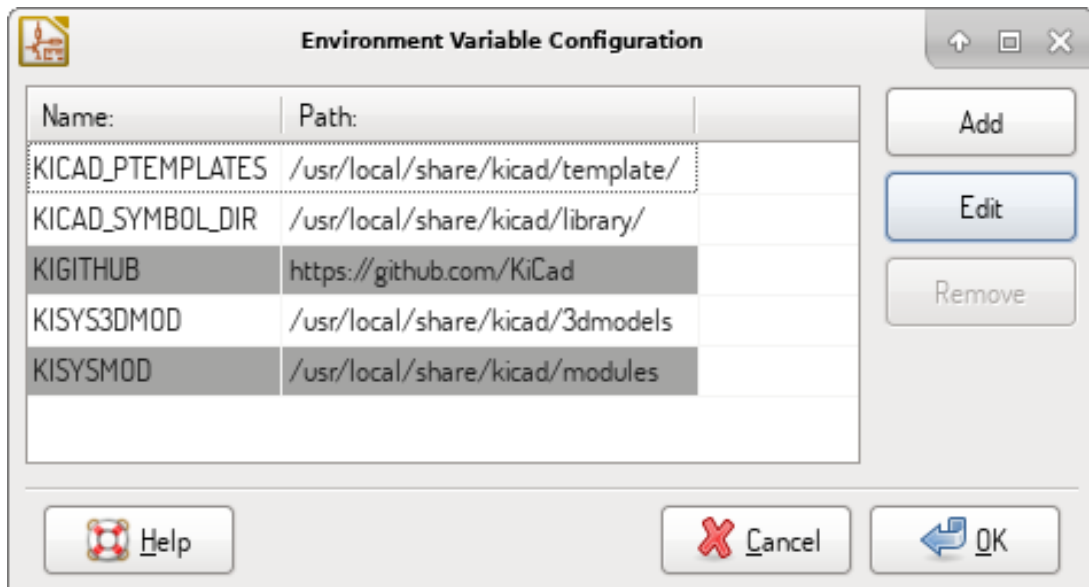 Environment Variable Configuration
Name: Path:
KICAD_PTEMPLATES /usr/local/share/kicad/template/
KICAD_SYMBOL_DIR /usr/local/share/kicad/library/
KIGITHUB https://github.com/KiCad
KISYS3DMOD /usr/local/share/kicad/3dmodels
KISYSMOD /usr/local/share/kicad/modules
Add
Edit
Remove
Help Cancel OK